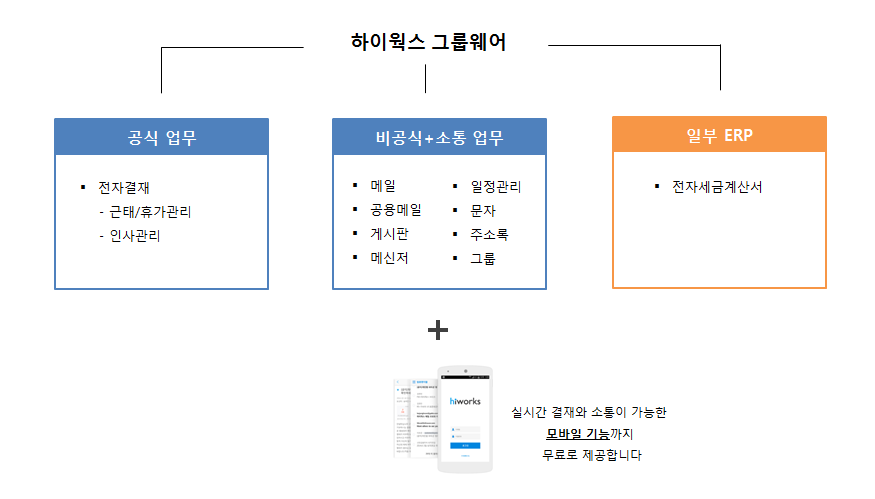 하이웍스 그룹웨어
공식 업무
▪ 전자결재
- 근태/휴가관리
- 인사관리
비공식+소통 업무
▪ 메일
▪ 공용메일
▪ 게시판
▪ 메신저
▪ 일정관리
▪ 문자
▪ 주소록
▪ 그룹
일부 ERP
▪ 전자세금계산서
+
hiworks
실시간 결재와 소통이 가능한
모바일 기능까지
무료로 제공합니다